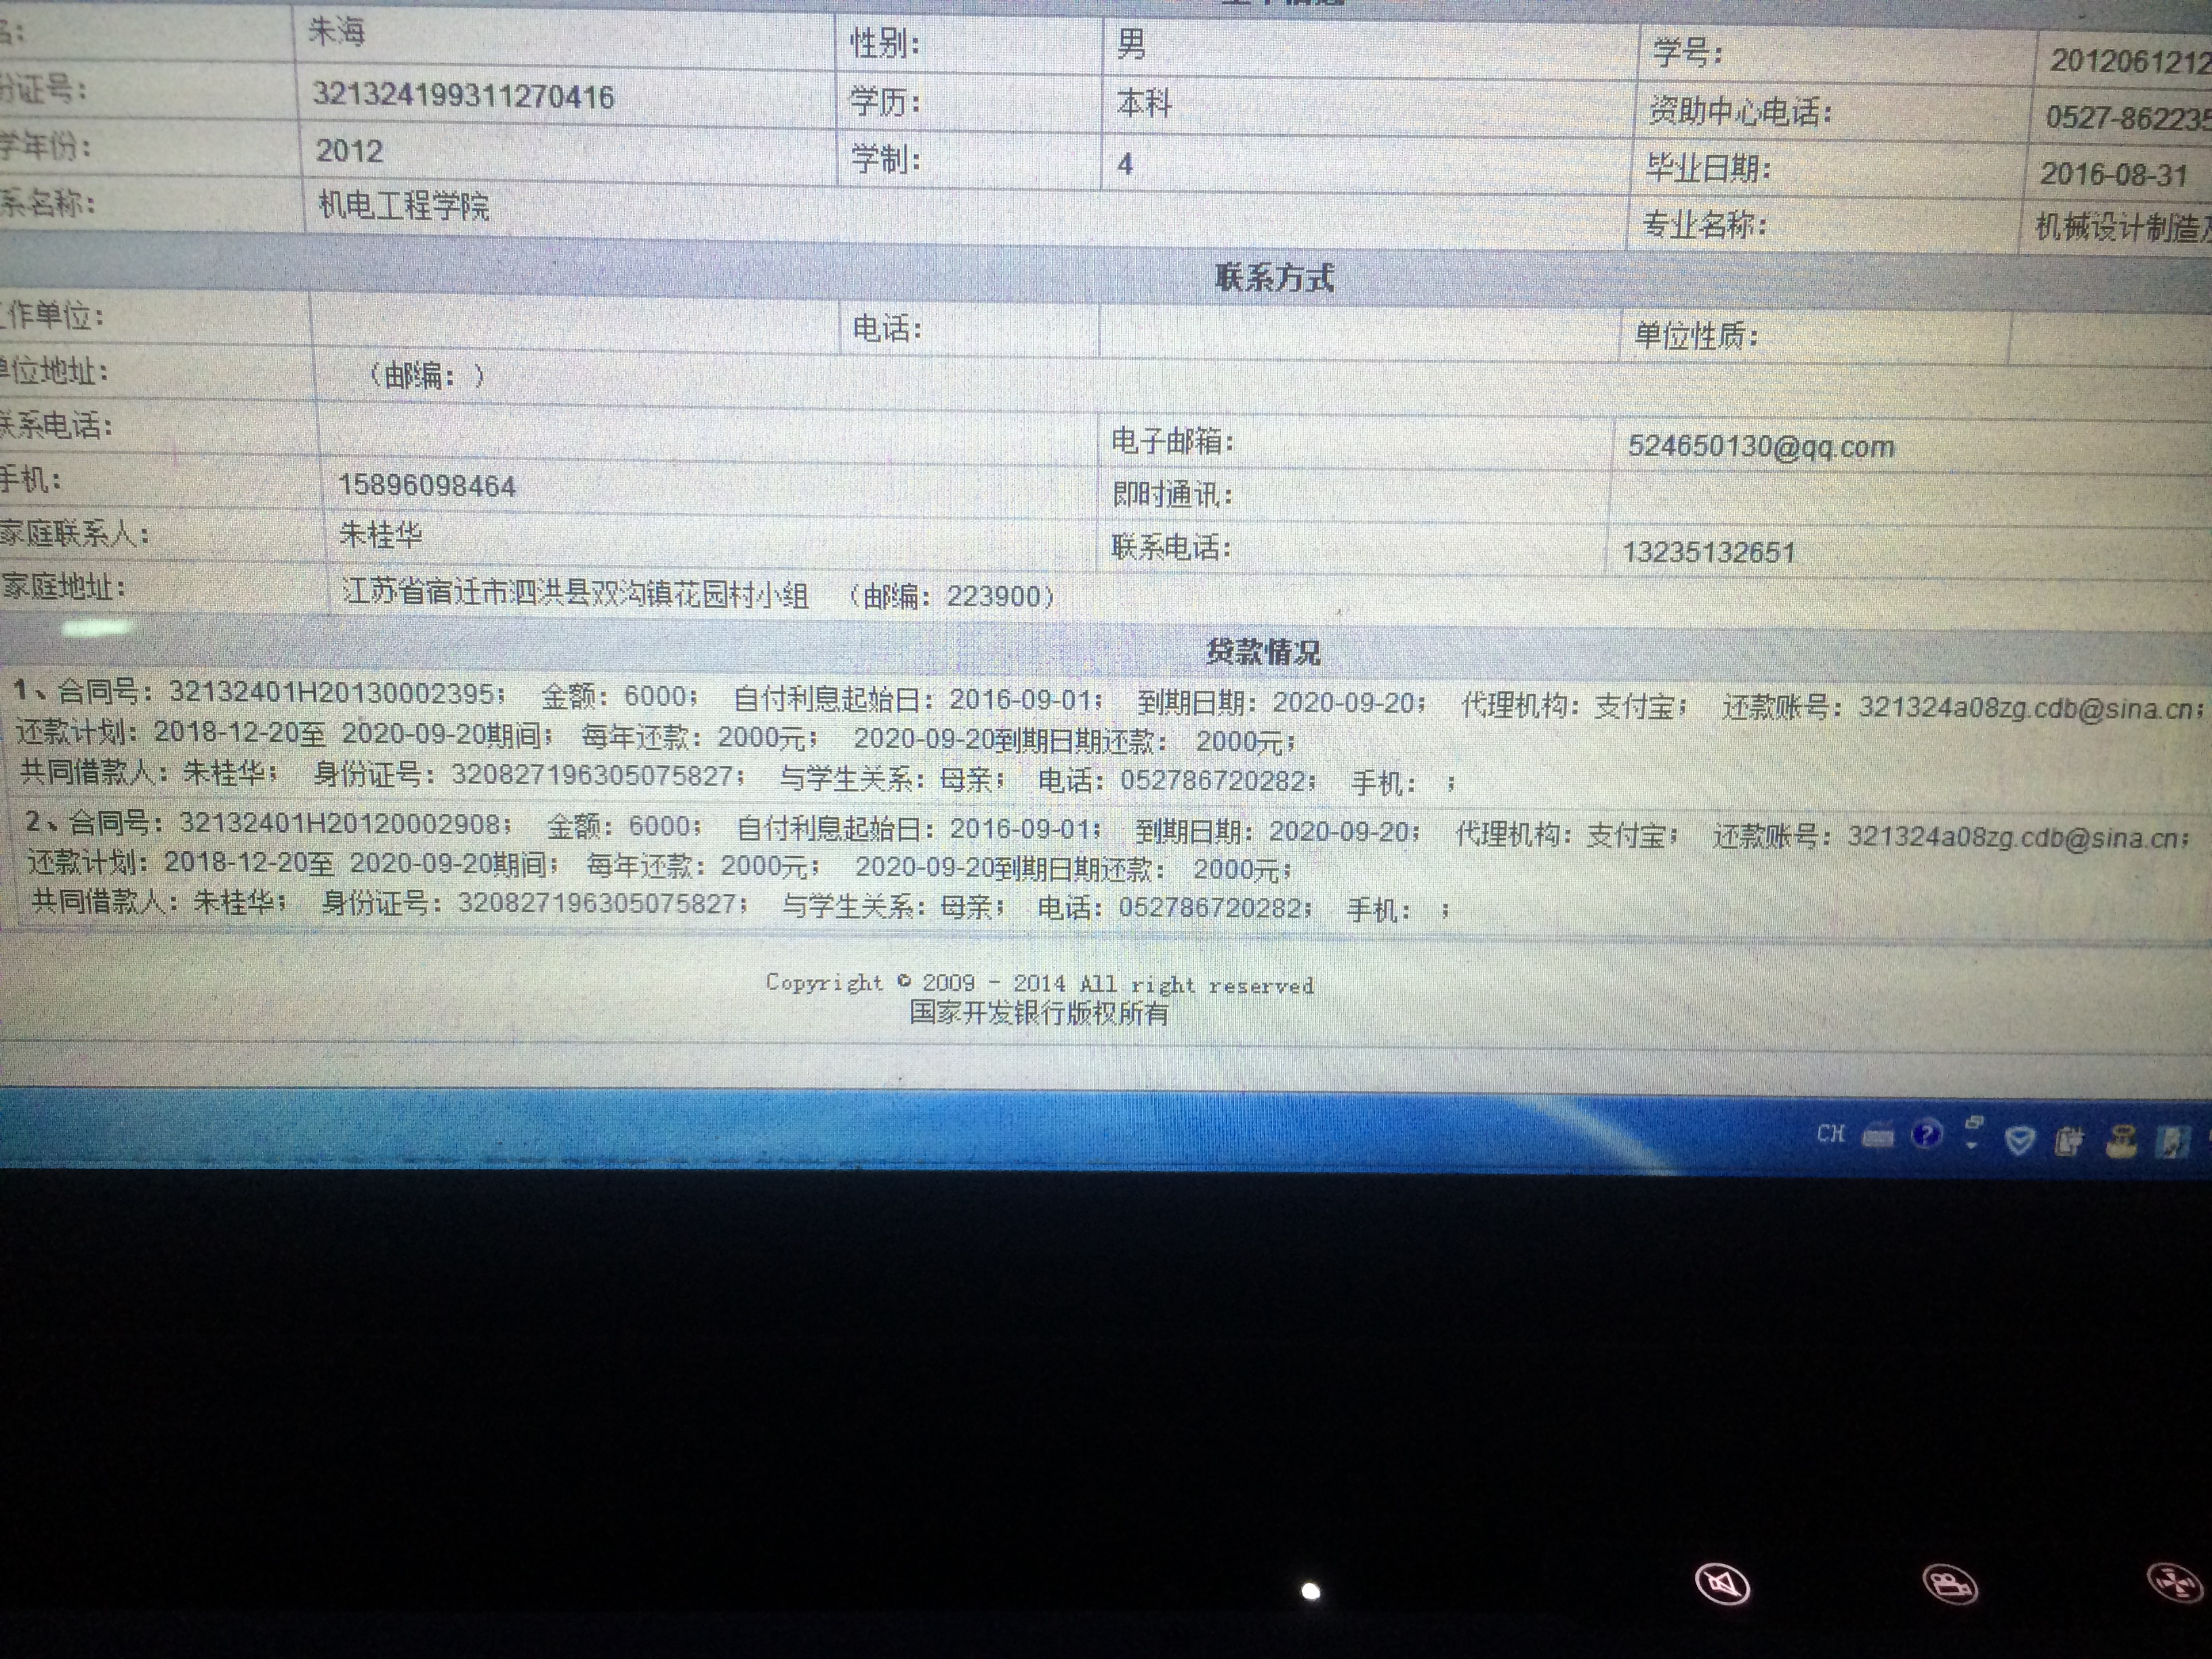 名: 朱海 性别: 男 学号: 2012061212
份证号: 321324199311270416 学历: 本科 资助中心电话: 0527-862235
学年份: 2012 学制: 4 毕业日期: 2016-08-31
系名称: 机电工程学院 专业名称: 机械设计制造及
联系方式
作单位: 电话: 单位性质:
单位地址: (邮编: )
联系电话: 电子邮箱: 524650130@qq.com
手机: 15896098464 即时通讯:
家庭联系人: 朱桂华 联系电话: 13235132651
家庭地址: 江苏省宿迁市泗洪县双沟镇花园村小组 (邮编: 223900)
贷款情况
1、合同号: 32132401H20130002395; 金额: 6000; 自付利息起始日: 2016-09-01; 到期日期: 2020-09-20; 代理机构: 支付宝; 还款账号: 321324a08zg.cdb@sina.cn;
还款计划: 2018-12-20至 2020-09-20期间; 每年还款: 2000元; 2020-09-20到期日期还款: 2000元;
共同借款人: 朱桂华; 身份证号: 320827196305075827; 与学生关系: 母亲; 电话: 052786720282; 手机: ;
2、合同号: 32132401H20120002908; 金额: 6000; 自付利息起始日: 2016-09-01; 到期日期: 2020-09-20; 代理机构: 支付宝; 还款账号: 321324a08zg.cdb@sina.cn;
还款计划: 2018-12-20至 2020-09-20期间; 每年还款: 2000元; 2020-09-20到期日期还款: 2000元;
共同借款人: 朱桂华; 身份证号: 320827196305075827; 与学生关系: 母亲; 电话: 052786720282; 手机: ;
Copyright © 2009 - 2014 All right reserved
国家开发银行版权所有
CH